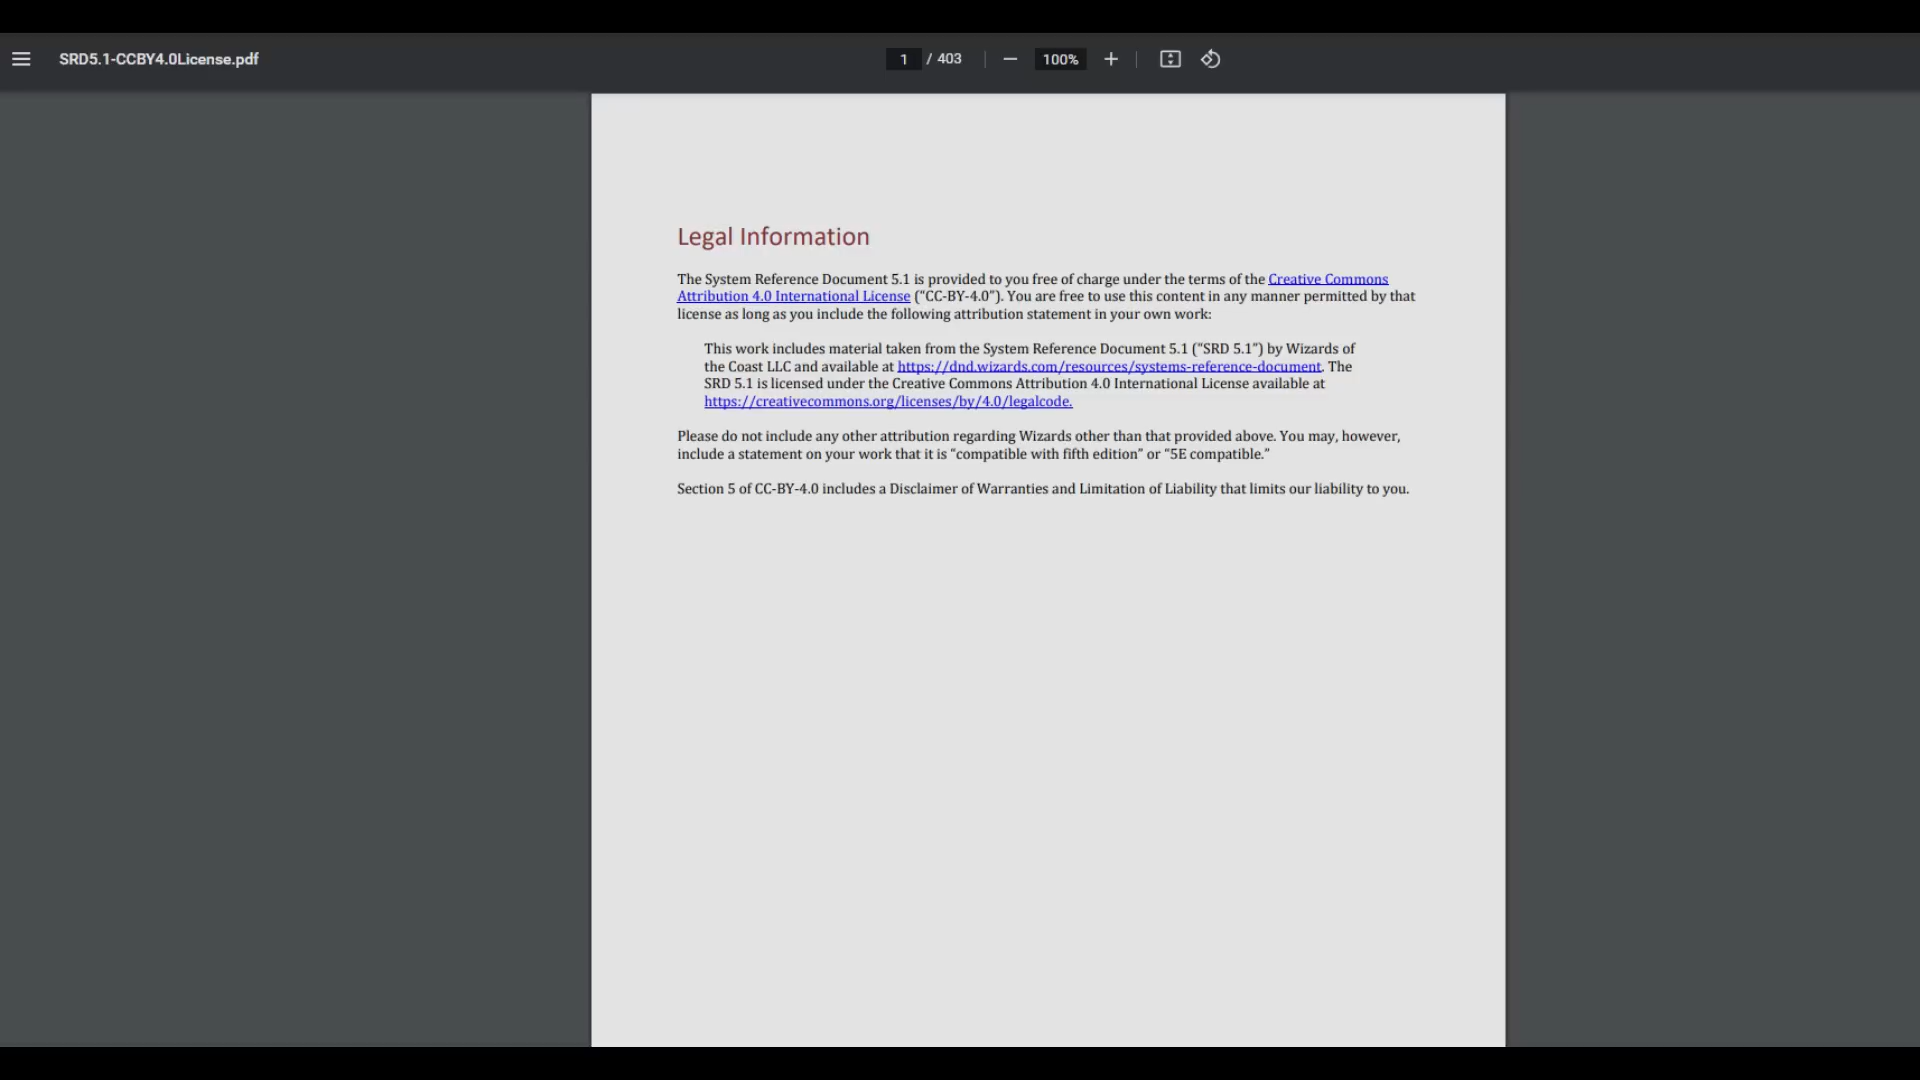 SRD5.1-CCBY4.0License.pdf
1 / 403
100%
Legal Information
The System Reference Document 5.1 is provided to you free of charge under the terms of the Creative Commons
Attribution 4.0 International License (“CC-BY-4.0”). You are free to use this content in any manner permitted by that
license as long as you include the following attribution statement in your own work:
This work includes material taken from the System Reference Document 5.1 (“SRD 5.1”) by Wizards of
the Coast LLC and available at https://dnd.wizards.com/resources/systems-reference-document. The
SRD 5.1 is licensed under the Creative Commons Attribution 4.0 International License available at
https://creativecommons.org/licenses/by/4.0/legalcode.
Please do not include any other attribution regarding Wizards other than that provided above. You may, however,
include a statement on your work that it is “compatible with fifth edition” or “5E compatible.”
Section 5 of CC-BY-4.0 includes a Disclaimer of Warranties and Limitation of Liability that limits our liability to you.